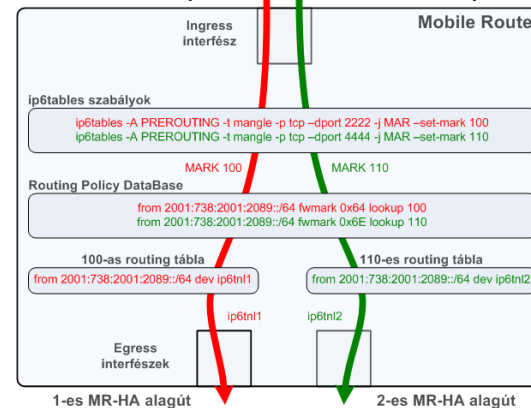 Ingress
interfész
Mobile Route
ip6tables szabályok
ip6tables -A PREROUTING -t mangle -p tcp –dport 2222 -j MAR –set-mark 100
ip6tables -A PREROUTING -t mangle -p tcp –dport 4444 -j MAR –set-mark 110
MARK 100
MARK 110
Routing Policy DataBase
from 2001:738:2001:2089::/64 fwmark 0x64 lookup 100
from 2001:738:2001:2089::/64 fwmark 0x6E lookup 110
100-as routing tábla
110-es routing tábla
from 2001:738:2001:2089::/64 dev ip6tnl1
from 2001:738:2001:2089::/64 dev ip6tnl2
ip6tnl1
ip6tnl2
Egress
interfészek
1-es MR-HA alagút
2-es MR-HA alagút